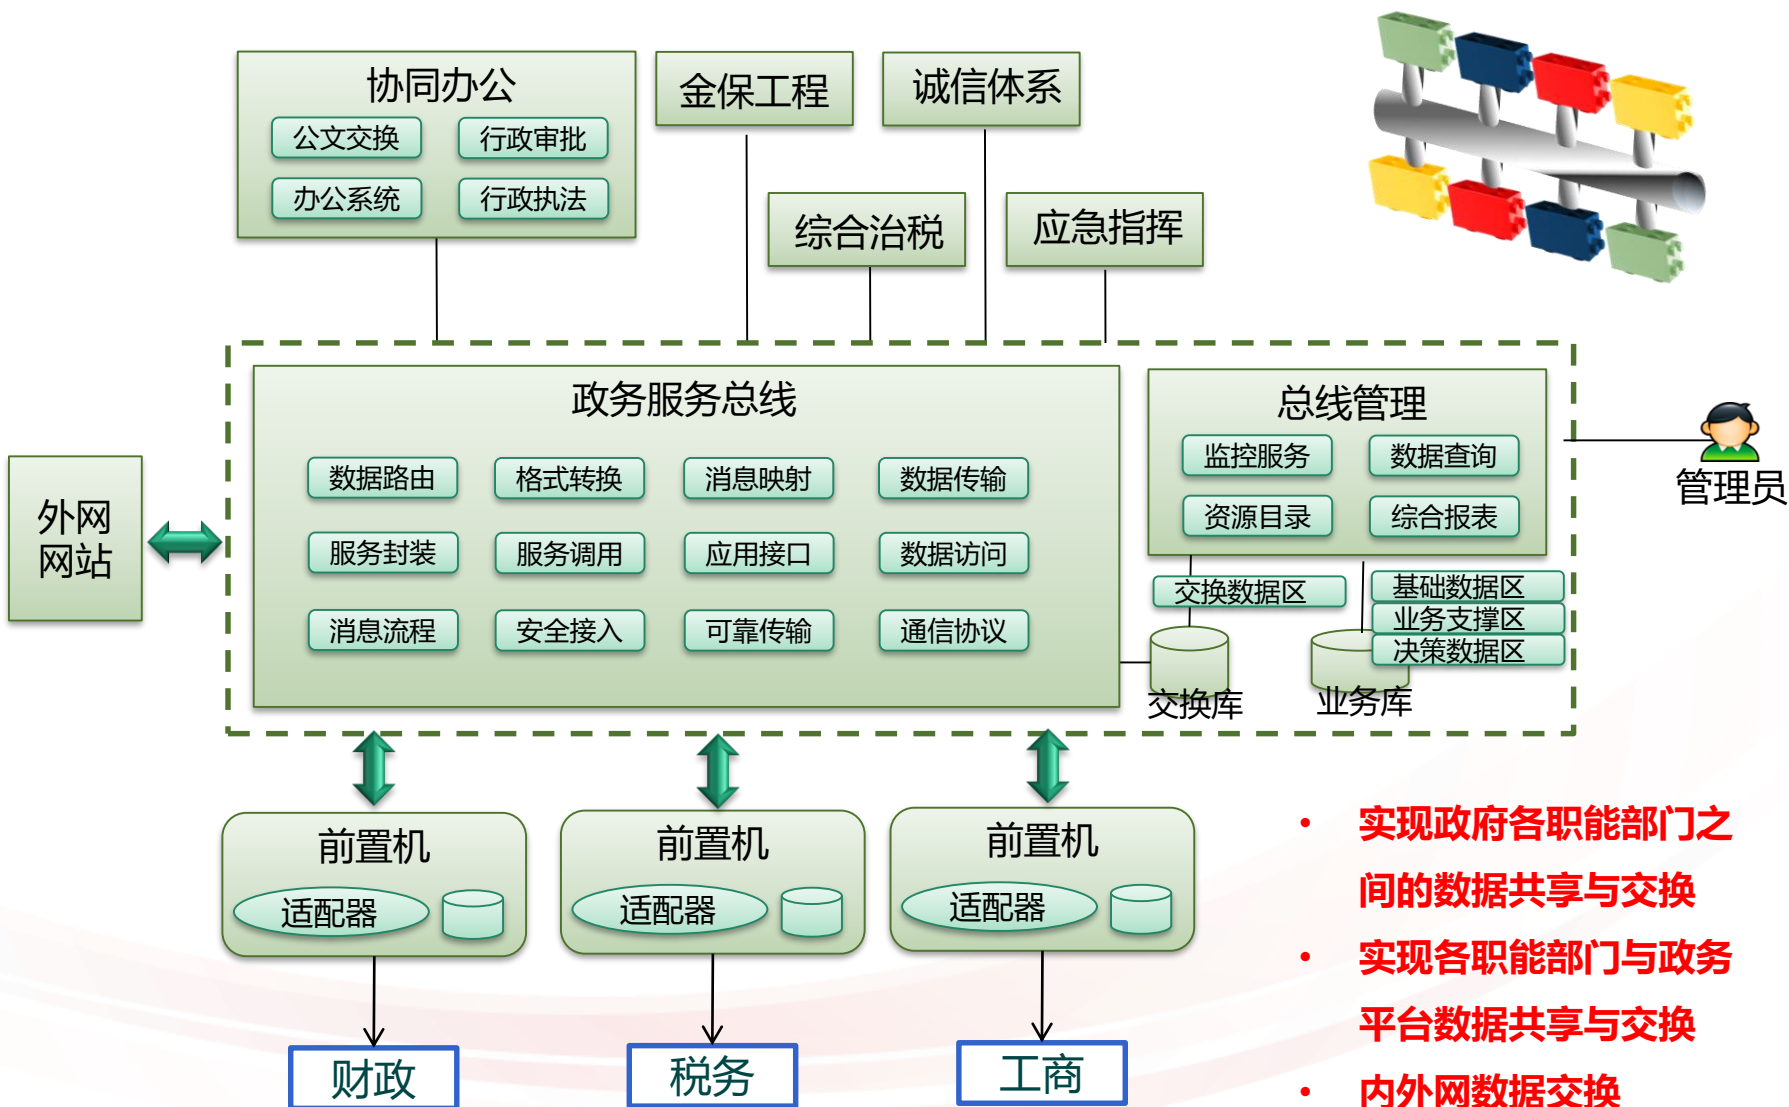 协同办公
公文交换 行政审批
办公系统 行政执法
金保工程
诚信体系
综合治税
应急指挥
政务服务总线
数据路由 格式转换 消息映射 数据传输
服务封装 服务调用 应用接口 数据访问
消息流程 安全接入 可靠传输 通信协议
总线管理
监控服务 数据查询
资源目录 综合报表
交换数据区
基础数据区
业务支撑区
决策数据区
交换库
业务库
管理员
外网
网站
前置机
适配器
前置机
适配器
前置机
适配器
财政
税务
工商
• 实现政府各职能部门之
间的数据共享与交换
• 实现各职能部门与政务
平台数据共享与交换
• 内外网数据交换